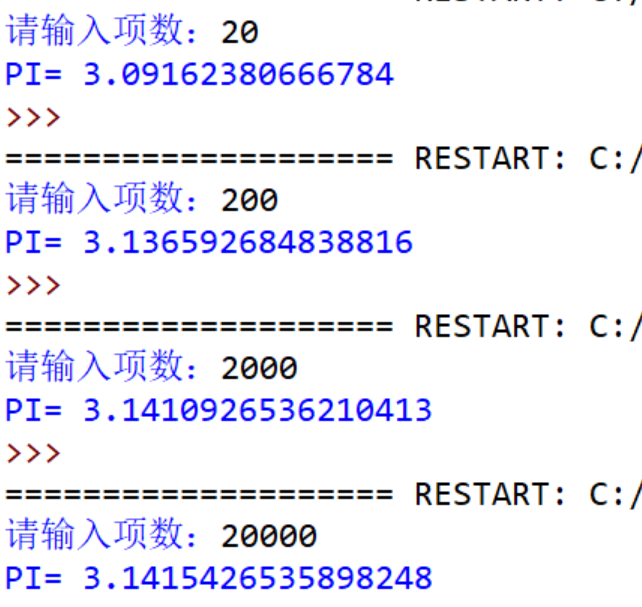 请输入项数：20
PI= 3.09162380666784
>>>
==================== RESTART: C:/
请输入项数：200
PI= 3.136592684838816
>>>
==================== RESTART: C:/
请输入项数：2000
PI= 3.1410926536210413
>>>
==================== RESTART: C:/
请输入项数：20000
PI= 3.1415426535898248